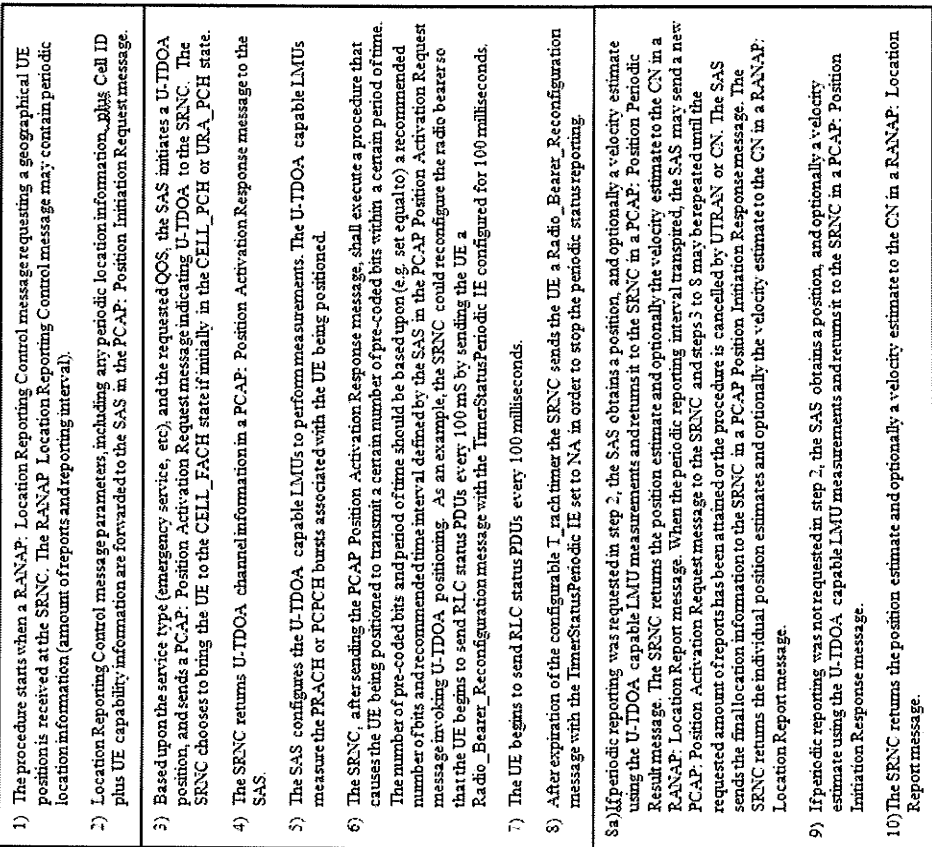 1) The procedure starts when a RANAP: Location Reporting Control message requesting a geographical UE
position is received at the SRNC. The RANAP Location Reporting Control message may contain periodic
location information (amount of reports and reporting interval).
2) Location Reporting Control message parameters, including any periodic location information, plus Cell ID
plus UE capability information are forwarded to the SAS in the PCAP: Position Initiation Request message.
3) Based upon the service type (emergency service, etc), and the requested QOS, the SAS initiates a U-TDOA
position, and sends a PCAP: Position Activation Request message indicating U-TDOA to the SRNC. The
SRNC chooses to bring the UE to the CELL_FACH state if initially in the CELL_PCH or URA_PCH state.
4) The SRNC returns U-TDOA channel information in a PCAP: Position Activation Response message to the
SAS.
5) The SAS configures the U-TDOA capable LMUs to perform measurements. The U-TDOA capable LMUs
measure the PRACH or PCPCH bursts associated with the UE being positioned.
6) The SRNC, after sending the PCAP Position Activation Response message, shall execute a procedure that
causes the UE being positioned to transmit a certain number of pre-coded bits within a certain period of time.
The number of pre-coded bits and period of time should be based upon (e.g. set equal to) a recommended
number of bits and recommended time interval defined by the SAS in the PCAP Position Activation Request
message invoking U-TDOA positioning. As an example, the SRNC could reconfigure the radio bearer so
that the UE begins to send RLC status PDUs every 100 mS by sending the UE a
Radio_Bearer_Reconfiguration message with the TimerStatusPeriodic IE configured for 100 milliseconds.
7) The UE begins to send RLC status PDUs every 100 milliseconds.
8) After expiration of the configurable T_rach timer the SRNC sends the UE a Radio_Bearer_Reconfiguration
message with the TimerStatusPeriodic IE set to NA in order to stop the periodic status reporting.
8a) If periodic reporting was requested in step 2, the SAS obtains a position, and optionally a velocity estimate
using the U-TDOA capable LMU measurements and returns it to the SRNC in a PCAP: Position Periodic
Result message. The SRNC returns the position estimate and optionally the velocity estimate to the CN in a
RANAP: Location Report message. When the periodic reporting interval transpired, the SAS may send a new
PCAP: Position Activation Request message to the SRNC and steps 3 to 8 may be repeated until the
requested amount of reports has been attained or the procedure is cancelled by UTRAN or CN. The SAS
sends the final location information to the SRNC in a PCAP Position Initiation Response message. The
SRNC returns the individual position estimates and optionally the velocity estimate to the CN in a RANAP:
Location Report message.
9) If periodic reporting was not requested in step 2, the SAS obtains a position, and optionally a velocity
estimate using the U-TDOA capable LMU measurements and returns it to the SRNC in a PCAP: Position
Initiation Response message.
10) The SRNC returns the position estimate and optionally a velocity estimate to the CN in a RANAP: Location
Report message.